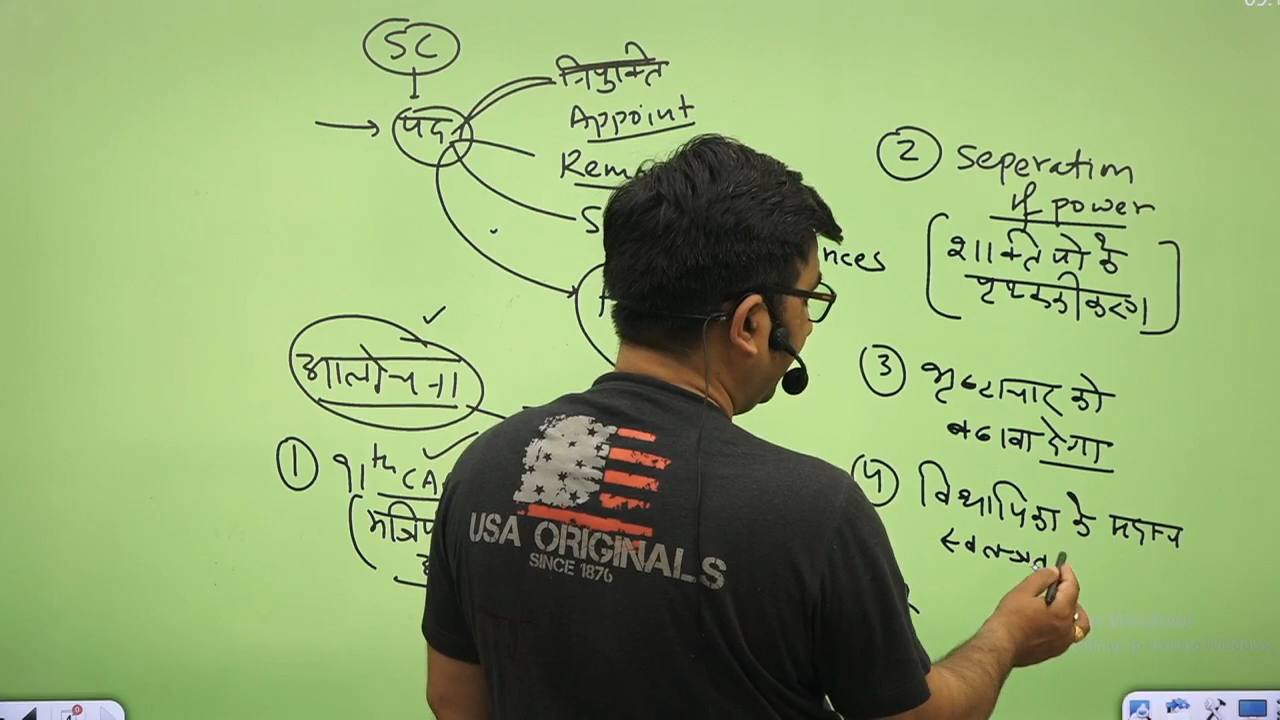 SC
पद
नियुक्ति
Appoint
Rem
S
nces
आलोचना
① 91th CA
मंत्रिप
② Seperation
of power
शक्तियों के
पृथक्कीकरण
③ भ्रष्टाचार को
बढावा देगा
④ विधायिका के सदस्य
स्वतन्त्र
USA ORIGINALS
SINCE 1876